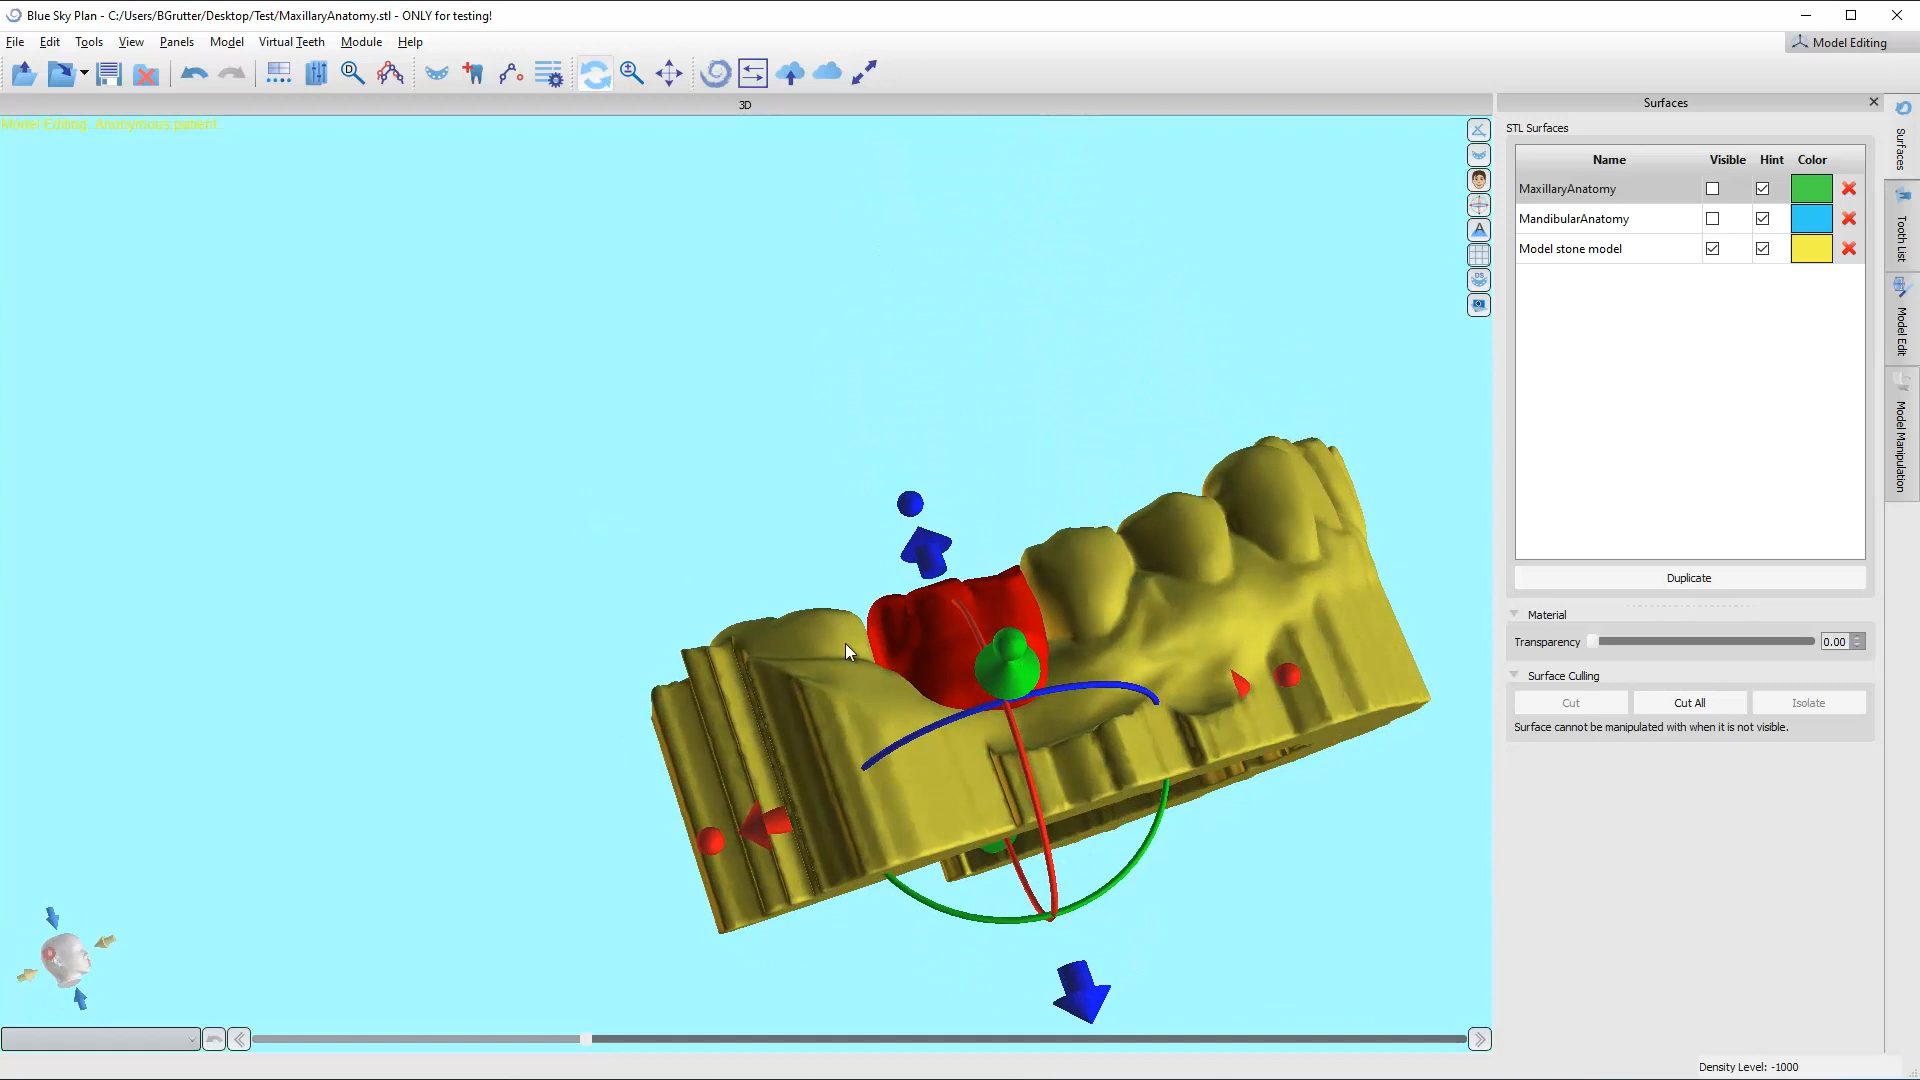 Blue Sky Plan - C:/Users/BGrutter/Desktop/Test/MaxillaryAnatomy.stl - ONLY for testing!
File Edit Tools View Panels Model Virtual Teeth Module Help
Model Editing
3D
Model Editing. Anonymous patient.
Surfaces
STL Surfaces
Name Visible Hint Color
MaxillaryAnatomy
MandibularAnatomy
Model stone model
Duplicate
Material
Transparency 0.00
Surface Culling
Cut Cut All Isolate
Surface cannot be manipulated with when it is not visible.
Surfaces
Tooth List
Model Edit
Model Manipulation
A
DS
Density Level: -1000